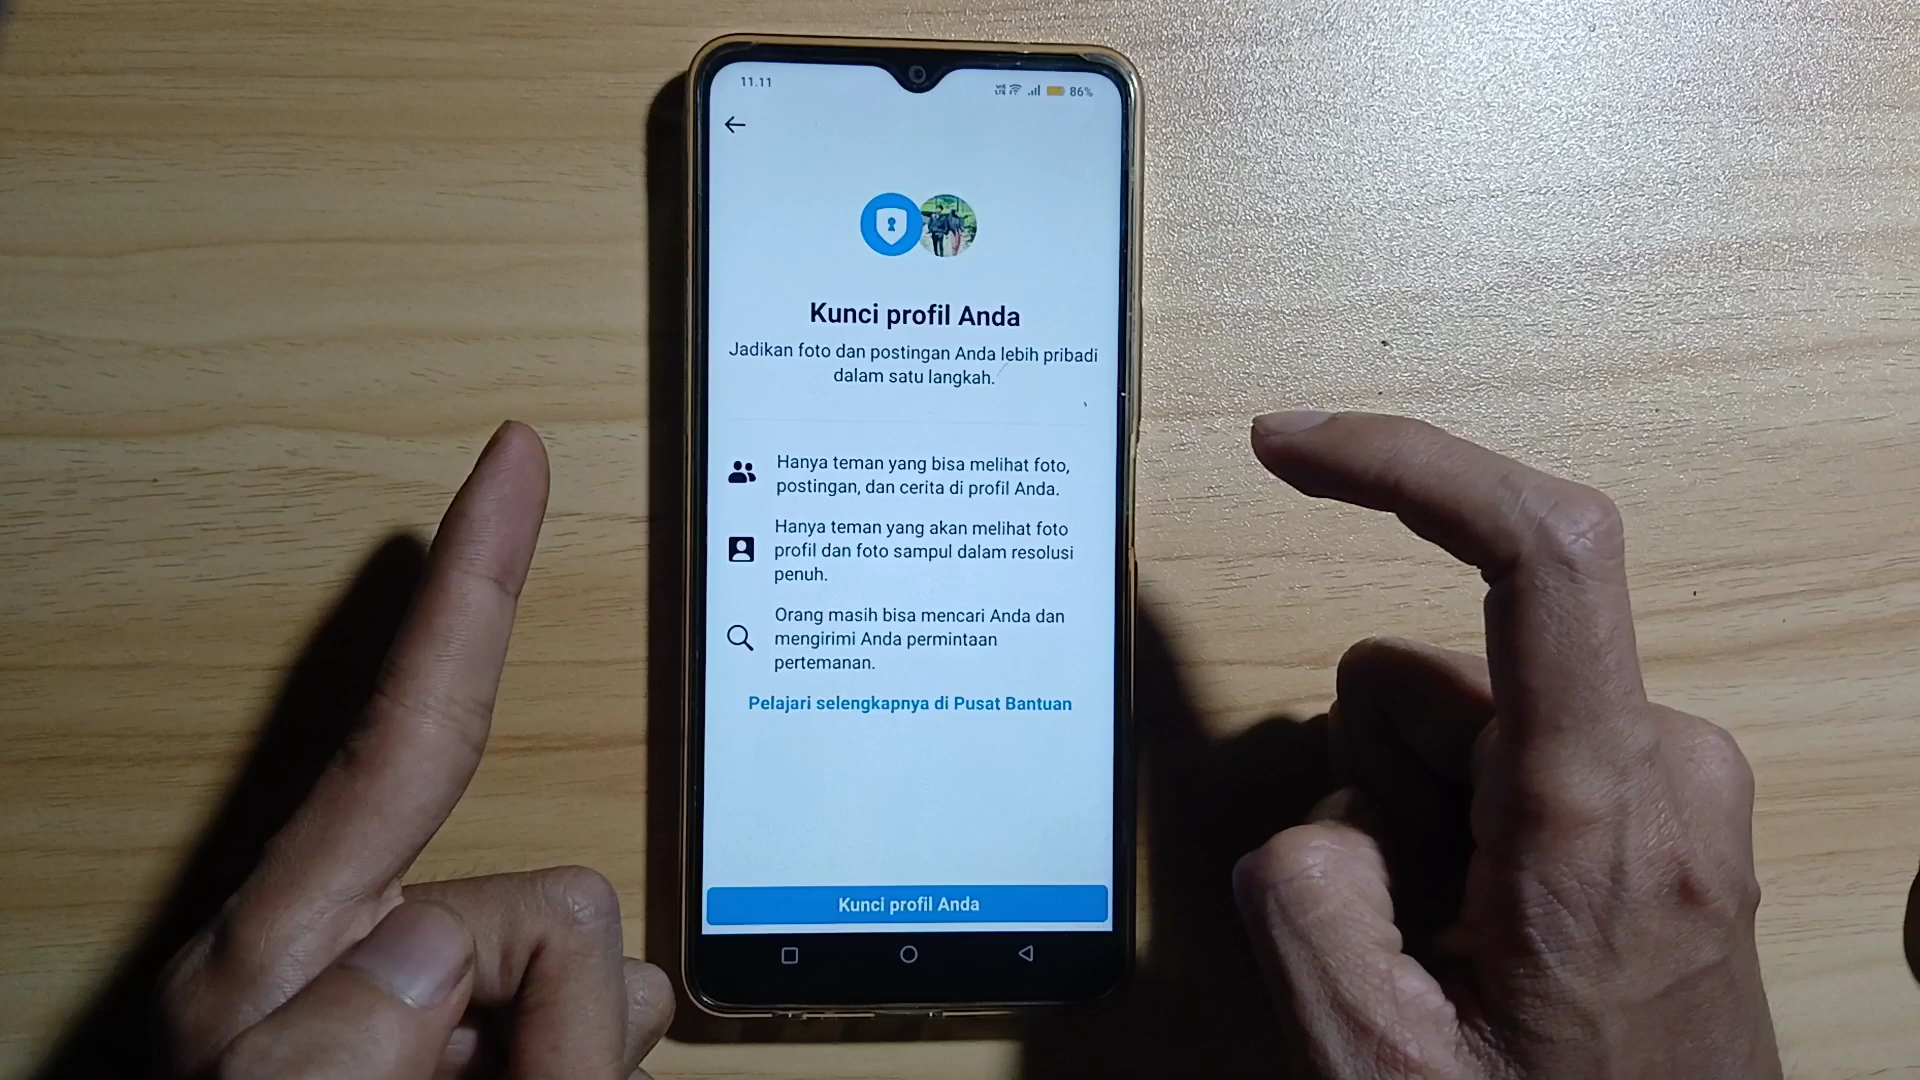 11.11
86%
Kunci profil Anda
Jadikan foto dan postingan Anda lebih pribadi
dalam satu langkah.
Hanya teman yang bisa melihat foto,
postingan, dan cerita di profil Anda.
Hanya teman yang akan melihat foto
profil dan foto sampul dalam resolusi
penuh.
Orang masih bisa mencari Anda dan
mengirimi Anda permintaan
pertemanan.
Pelajari selengkapnya di Pusat Bantuan
Kunci profil Anda